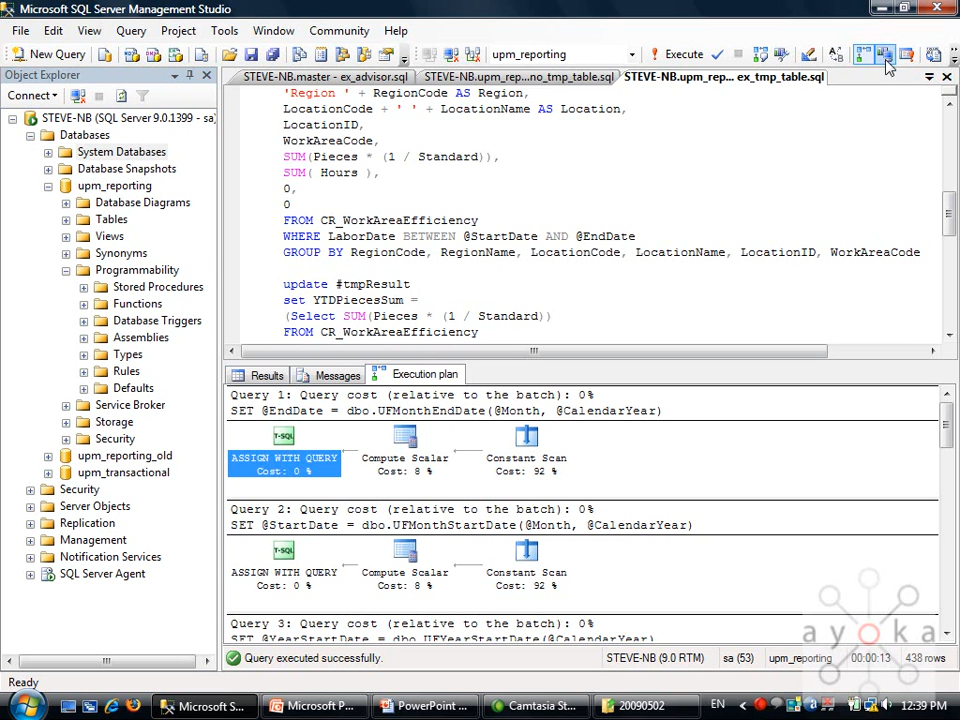 Microsoft SQL Server Management Studio
File Edit View Query Project Tools Window Community Help
New Query upm_reporting Execute
Object Explorer
STEVE-NB.master - ex_advisor.sql STEVE-NB.upm_rep...no_tmp_table.sql STEVE-NB.upm_rep... ex_tmp_table.sql
Connect
STEVE-NB (SQL Server 9.0.1399 - sa)
Databases
System Databases
Database Snapshots
upm_reporting
Database Diagrams
Tables
Views
Synonyms
Programmability
Stored Procedures
Functions
Database Triggers
Assemblies
Types
Rules
Defaults
Service Broker
Storage
Security
upm_reporting_old
upm_transactional
Security
Server Objects
Replication
Management
Notification Services
SQL Server Agent
'Region ' + RegionCode AS Region,
LocationCode + ' ' + LocationName AS Location,
LocationID,
WorkAreaCode,
SUM(Pieces * (1 / Standard)),
SUM( Hours ),
0,
0
FROM CR_WorkAreaEfficiency
WHERE LaborDate BETWEEN @StartDate AND @EndDate
GROUP BY RegionCode, RegionName, LocationCode, LocationName, LocationID, WorkAreaCode
update #tmpResult
set YTDPiecesSum =
(Select SUM(Pieces * (1 / Standard))
FROM CR_WorkAreaEfficiency
Results Messages Execution plan
Query 1: Query cost (relative to the batch): 0%
SET @EndDate = dbo.UFMonthEndDate(@Month, @CalendarYear)
T-SQL
ASSIGN WITH QUERY Compute Scalar Constant Scan
Cost: 0 % Cost: 8 % Cost: 92 %
Query 2: Query cost (relative to the batch): 0%
SET @StartDate = dbo.UFMonthStartDate(@Month, @CalendarYear)
T-SQL
ASSIGN WITH QUERY Compute Scalar Constant Scan
Cost: 0 % Cost: 8 % Cost: 92 %
Query 3: Query cost (relative to the batch): 0%
SET @YearStartDate = dbo.UFYearStartDate(@Month, @CalendarYear)
ayoka
Query executed successfully. STEVE-NB (9.0 RTM) sa (53) upm_reporting 00:00:13 438 rows
Ready
Microsoft S... Microsoft P... PowerPoint ... Camtasia St... 20090502 EN 12:39 PM